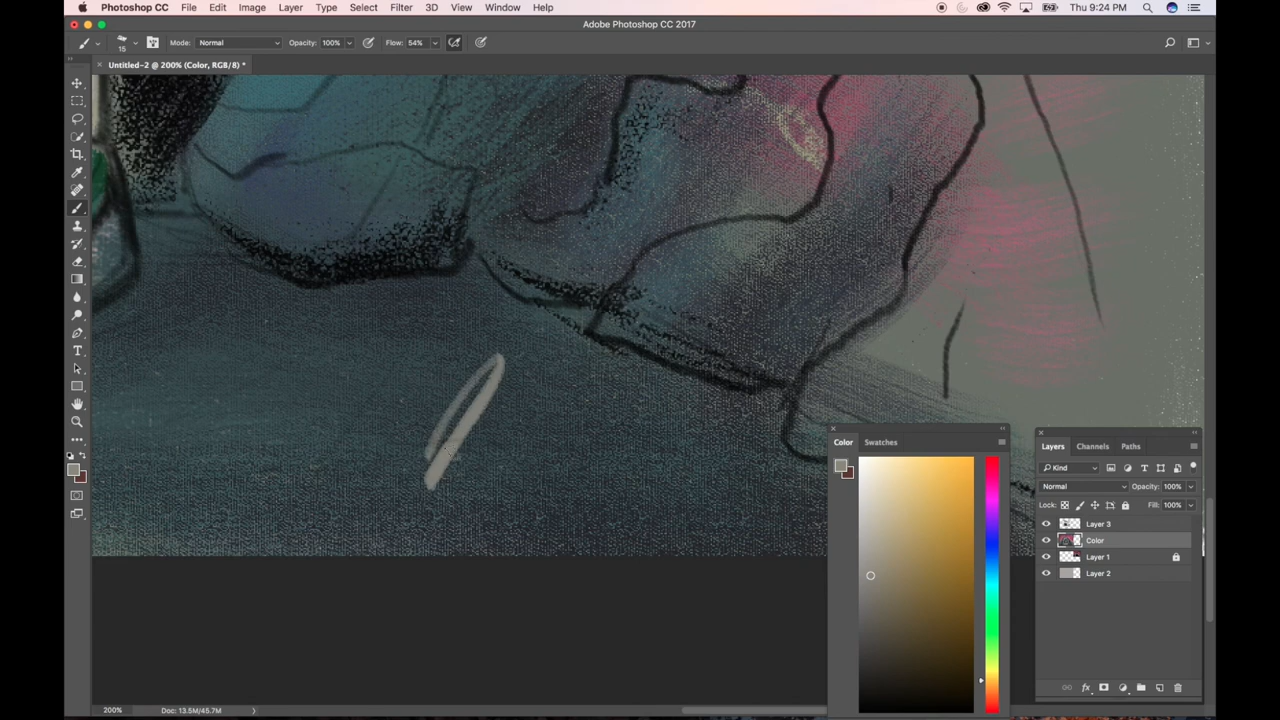 Photoshop CC File Edit Image Layer Type Select Filter 3D View Window Help Thu 9:24 PM
Adobe Photoshop CC 2017
15 Mode: Normal Opacity: 100% Flow: 54%
Untitled-2 @ 200% (Color, RGB/8) *
Color Swatches
Layers Channels Paths
Kind
Normal Opacity: 100%
Lock: Fill: 100%
Layer 3
Color
Layer 1
Layer 2
200% Doc: 13.5M/45.7M